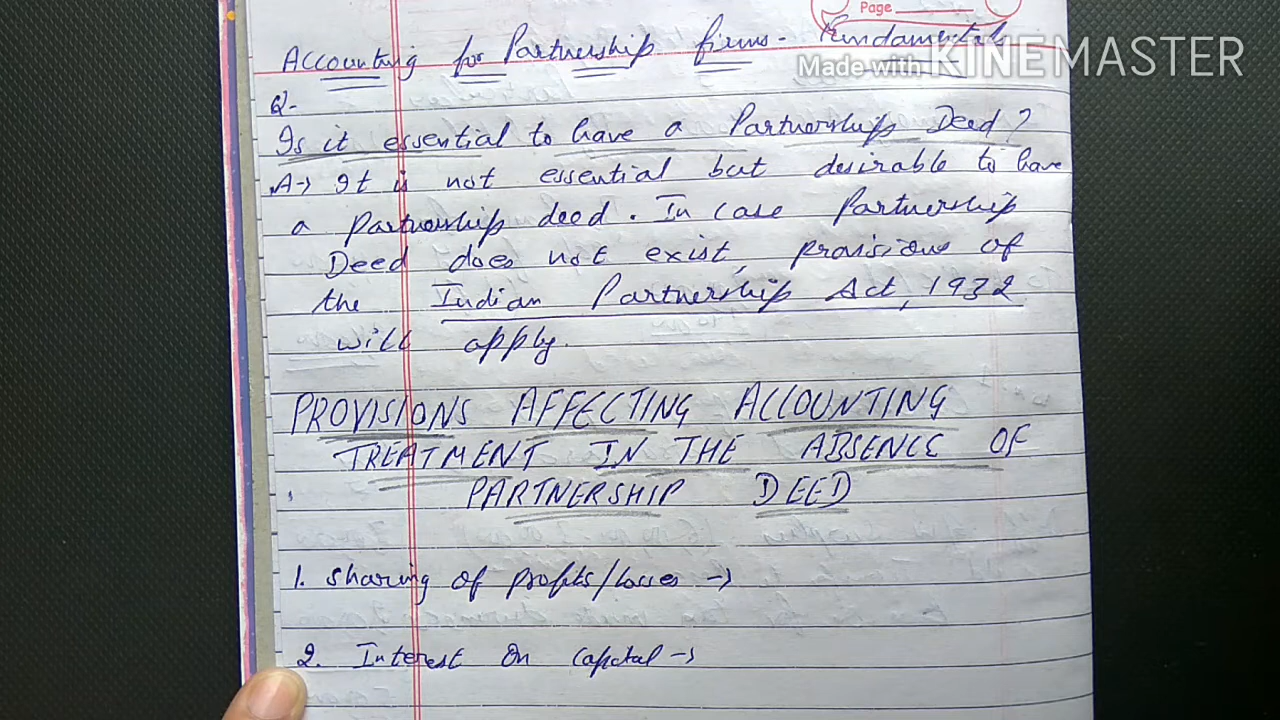 Page
Accounting for Partnership firms - Fundamentals
Made with KINEMASTER
Q-
Is it essential to have a Partnership Deed?
A→ It is not essential but desirable to have
a partnership deed. In case Partnership
Deed does not exist, provisions of
the Indian Partnership Act, 1932
will apply.
PROVISIONS AFFECTING ACCOUNTING
TREATMENT IN THE ABSENCE OF
PARTNERSHIP DEED
1. Sharing of profits/losses →
2. Interest on capital →